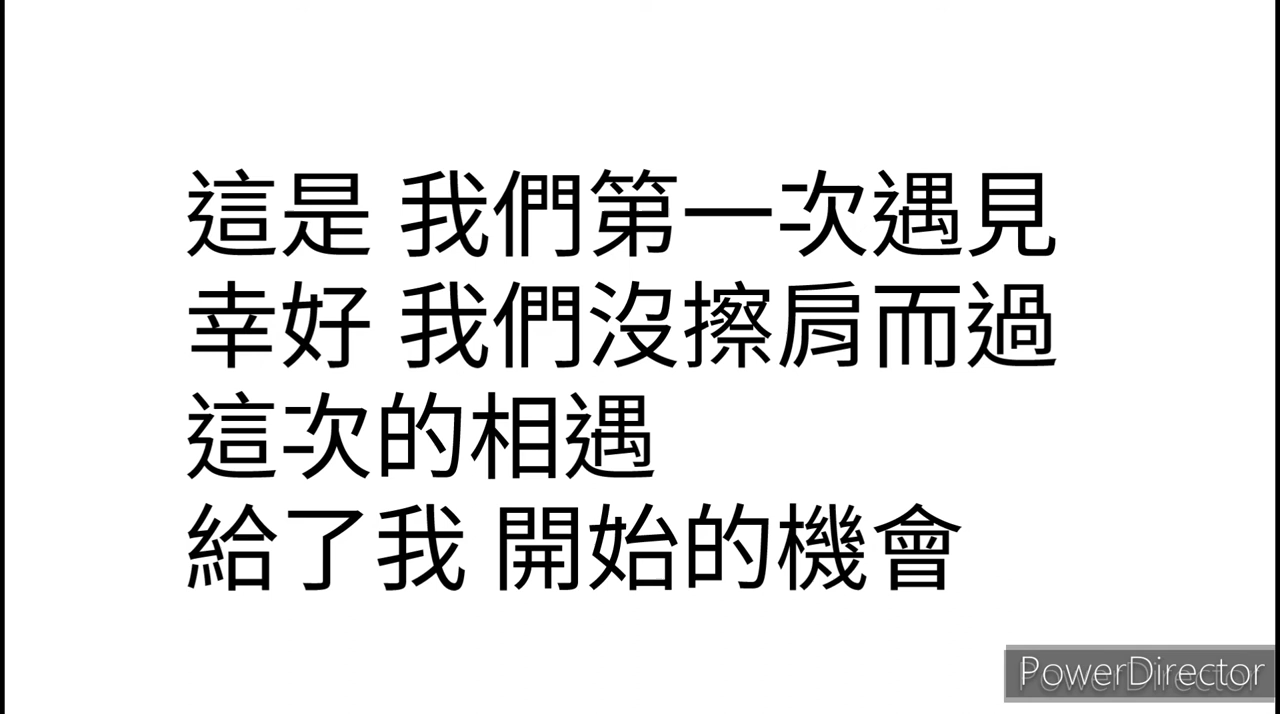 這是 我們第一次遇見
幸好 我們沒擦肩而過
這次的相遇
給了我 開始的機會
PowerDirector